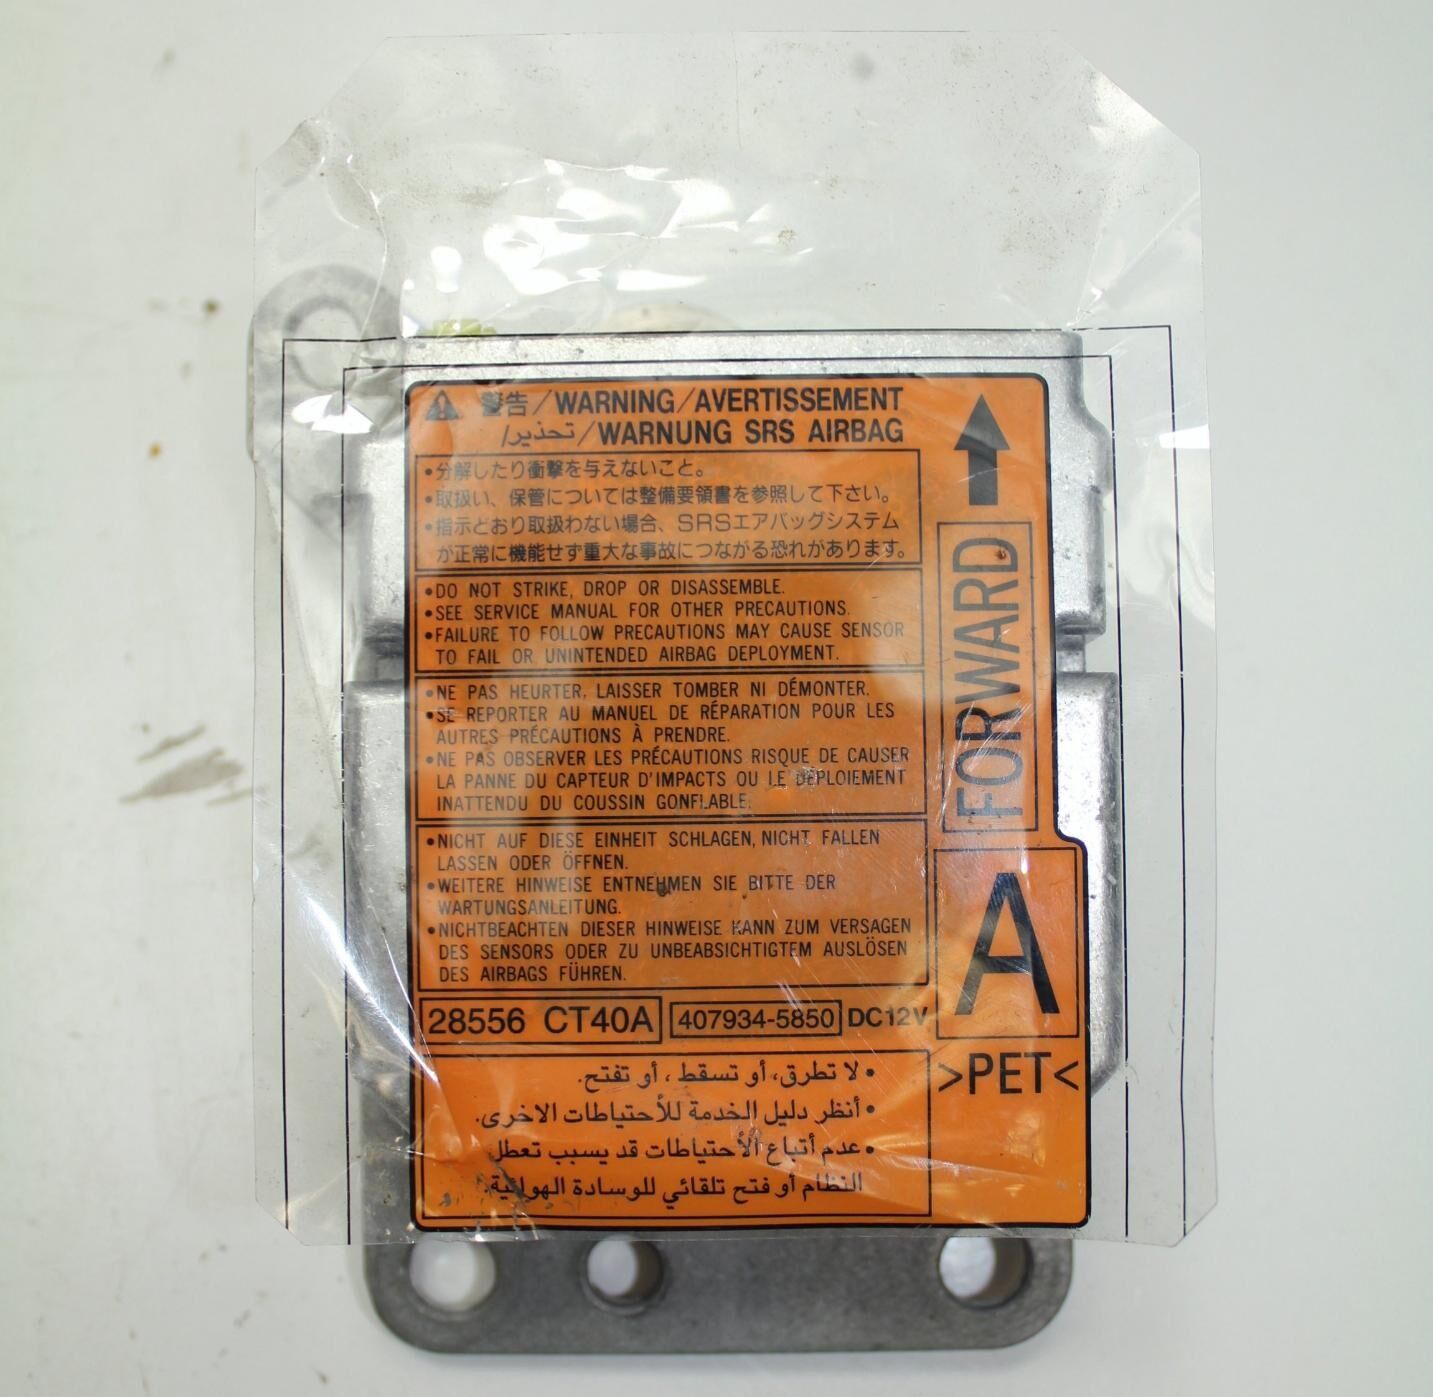 警告/WARNING/AVERTISSEMENT
تحذير/WARNUNG SRS AIRBAG
•分解したり衝撃を与えないこと。
•取扱い、保管については整備要領書を参照して下さい。
•指示どおり取扱わない場合、SRSエアバッグシステム
が正常に機能せず重大な事故につながる恐れがあります。
•DO NOT STRIKE, DROP OR DISASSEMBLE.
•SEE SERVICE MANUAL FOR OTHER PRECAUTIONS.
•FAILURE TO FOLLOW PRECAUTIONS MAY CAUSE SENSOR
TO FAIL OR UNINTENDED AIRBAG DEPLOYMENT.
•NE PAS HEURTER, LAISSER TOMBER NI DÉMONTER.
•SE REPORTER AU MANUEL DE RÉPARATION POUR LES
AUTRES PRÉCAUTIONS À PRENDRE.
•NE PAS OBSERVER LES PRÉCAUTIONS RISQUE DE CAUSER
LA PANNE DU CAPTEUR D'IMPACTS OU LE DÉPLOIEMENT
INATTENDU DU COUSSIN GONFLABLE.
•NICHT AUF DIESE EINHEIT SCHLAGEN, NICHT FALLEN
LASSEN ODER ÖFFNEN.
•WEITERE HINWEISE ENTNEHMEN SIE BITTE DER
WARTUNGSANLEITUNG.
•NICHTBEACHTEN DIESER HINWEISE KANN ZUM VERSAGEN
DES SENSORS ODER ZU UNBEABSICHTIGTEM AUSLÖSEN
DES AIRBAGS FÜHREN.
28556 CT40A 407934-5850 DC12V
• لا تطرق، أو تسقط ، أو تفتح.
• أنظر دليل الخدمة للأحتياطات الاخرى.
• عدم أتباع الأحتياطات قد يسبب تعطل
النظام أو فتح تلقائي للوسادة الهوائية.
FORWARD
A
>PET<